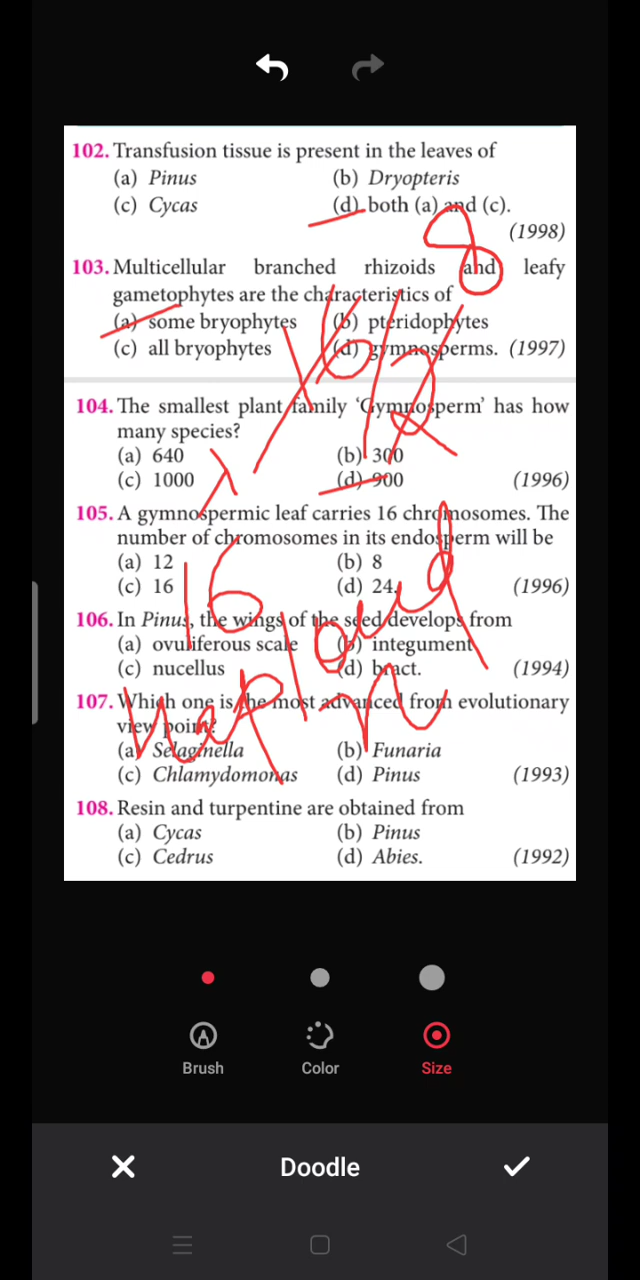 102. Transfusion tissue is present in the leaves of
(a) Pinus (b) Dryopteris
(c) Cycas (d) both (a) and (c).
(1998)
103. Multicellular branched rhizoids and leafy
gametophytes are the characteristics of
(a) some bryophytes (b) pteridophytes
(c) all bryophytes (d) gymnosperms. (1997)
104. The smallest plant family ‘Gymnosperm’ has how
many species?
(a) 640 (b) 300
(c) 1000 (d) 900 (1996)
105. A gymnospermic leaf carries 16 chromosomes. The
number of chromosomes in its endosperm will be
(a) 12 (b) 8
(c) 16 (d) 24. (1996)
106. In Pinus, the wings of the seed develops from
(a) ovuliferous scale (b) integument
(c) nucellus (d) bract. (1994)
107. Which one is the most advanced from evolutionary
view point?
(a) Selaginella (b) Funaria
(c) Chlamydomonas (d) Pinus (1993)
108. Resin and turpentine are obtained from
(a) Cycas (b) Pinus
(c) Cedrus (d) Abies. (1992)
8
16/2
16
haploud
n
Brush Color Size
Doodle